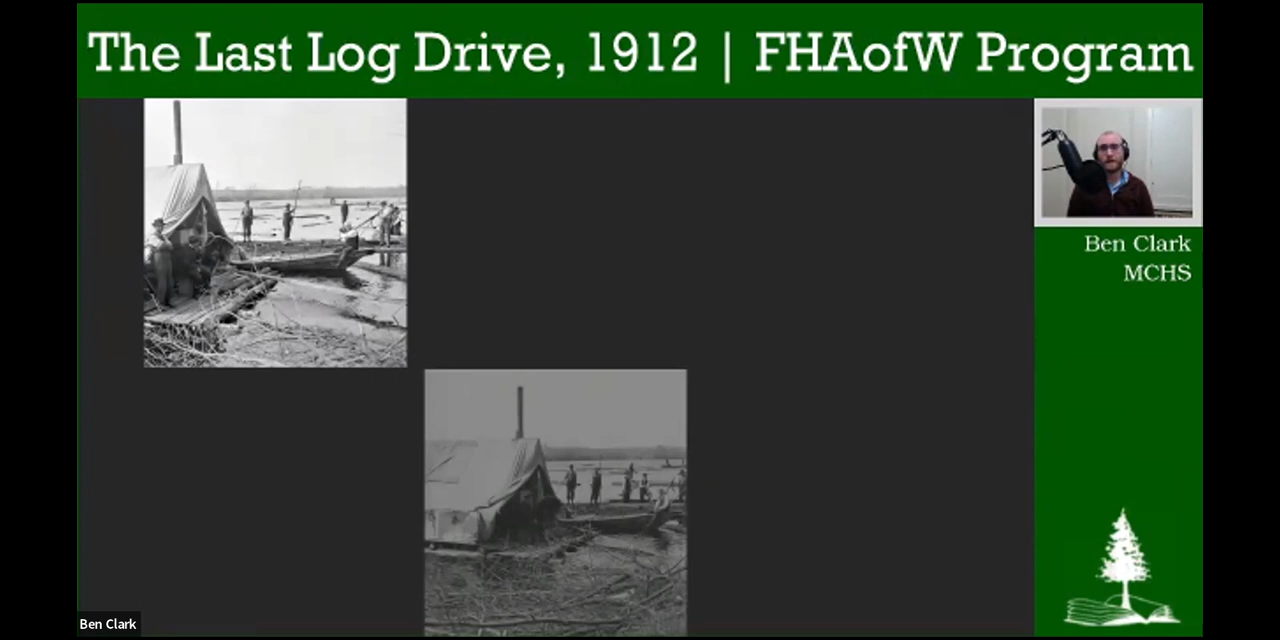 The Last Log Drive, 1912 | FHAofW Program
Ben Clark
MCHS
Ben Clark